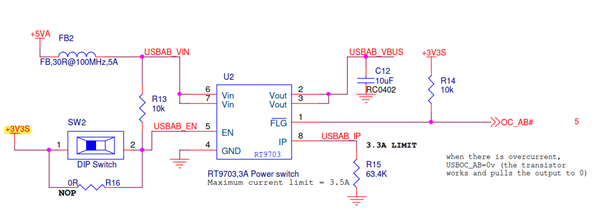 +5VA
FB2
FB,30R@100MHz,5A
USBAB_VIN
USBAB_VBUS
+3V3S
U2
C12
10uF
RC0402
R14
10k
R13
10k
6 Vin Vout 2
7 Vin Vout 3
FLG 1
OC_AB# 5
+3V3S
SW2
USBAB_EN
5 EN IP 8
USBAB_IP
3.3A LIMIT
1 2
DIP Switch
4 GND
RT9703
R15
63.4K
0R R16
NOP
RT9703,3A Power switch
Maximum current limit = 3.5A
when there is overcurent,
USBOC_AB=0v (the transistor
works and pulls the output to 0)